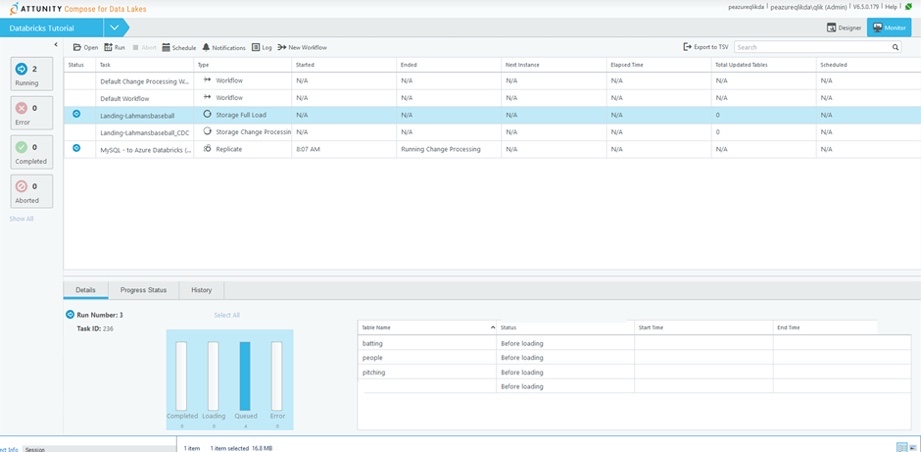 ATTUNITY Compose for Data Lakes
peazureqlikda | peazureqlikda\qlik (Admin) | V6.5.0.179 | Help |
Databricks Tutorial
Designer Monitor
Open Run Abort Schedule Notifications Log New Workflow Export to TSV Search
Status Task Type Started Ended Next Instance Elapsed Time Total Updated Tables Scheduled
Default Change Processing W... Workflow N/A N/A N/A N/A N/A N/A
Default Workflow Workflow N/A N/A N/A N/A N/A N/A
Landing-Lahmansbaseball Storage Full Load N/A N/A N/A N/A 0 N/A
Landing-Lahmansbaseball_CDC Storage Change Processin N/A N/A N/A N/A 0 N/A
MySQL - to Azure Databricks (... Replicate 8:07 AM Running Change Processing N/A N/A N/A N/A
2
Running
0
Error
0
Completed
0
Aborted
Show All
Details Progress Status History
Run Number: 3
Task ID: 236
Select All
Completed Loading Queued Error
0 0 4 0
Table Name Status Start Time End Time
batting Before loading
people Before loading
pitching Before loading
Before loading
ect Info Session
1 item 1 item selected 16.8 MB